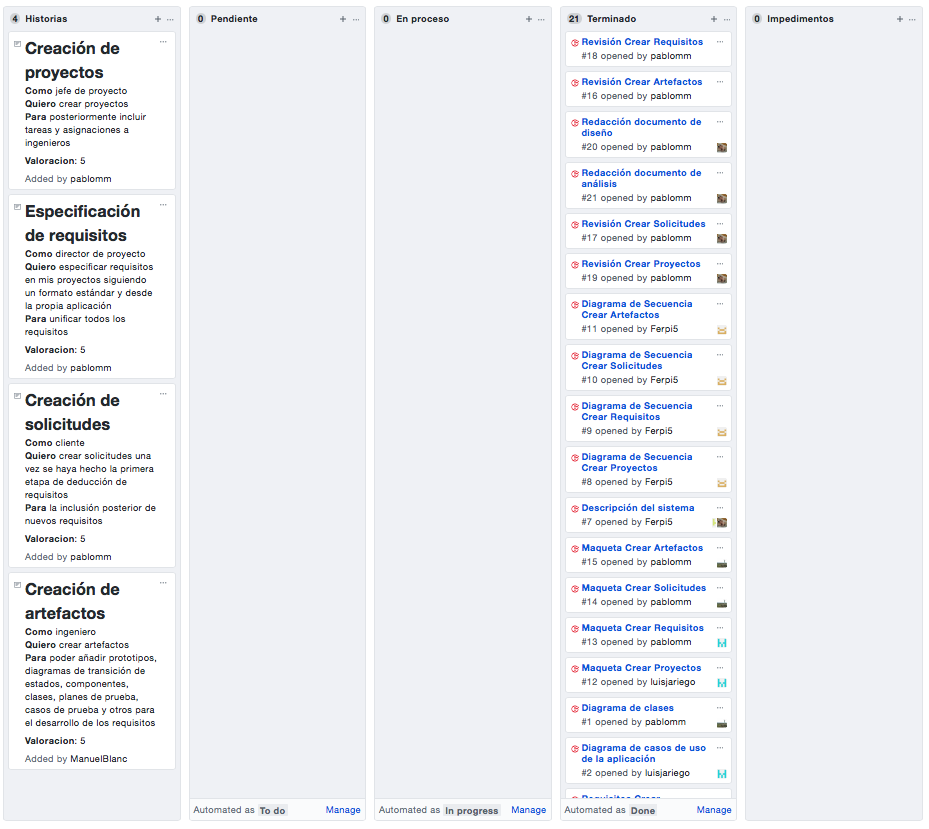 4 Historias + ...
Creación de
proyectos
Como jefe de proyecto
Quiero crear proyectos
Para posteriormente incluir
tareas y asignaciones a
ingenieros
Valoracion: 5
Added by pablomm
Especificación
de requisitos
Como director de proyecto
Quiero especificar requisitos
en mis proyectos siguiendo
un formato estándar y desde
la propia aplicación
Para unificar todos los
requisitos
Valoracion: 5
Added by pablomm
Creación de
solicitudes
Como cliente
Quiero crear solicitudes una
vez se haya hecho la primera
etapa de deducción de
requisitos
Para la inclusión posterior de
nuevos requisitos
Valoracion: 5
Added by pablomm
Creación de
artefactos
Como ingeniero
Quiero crear artefactos
Para poder añadir prototipos,
diagramas de transición de
estados, componentes,
clases, planes de prueba,
casos de prueba y otros para
el desarrollo de los requisitos
Valoracion: 5
Added by ManuelBlanc
0 Pendiente + ...
Automated as To do Manage
0 En proceso + ...
Automated as In progress Manage
21 Terminado + ...
Revisión Crear Requisitos
#18 opened by pablomm
Revisión Crear Artefactos
#16 opened by pablomm
Redacción documento de
diseño
#20 opened by pablomm
Redacción documento de
análisis
#21 opened by pablomm
Revisión Crear Solicitudes
#17 opened by pablomm
Revisión Crear Proyectos
#19 opened by pablomm
Diagrama de Secuencia
Crear Artefactos
#11 opened by Ferpi5
Diagrama de Secuencia
Crear Solicitudes
#10 opened by Ferpi5
Diagrama de Secuencia
Crear Requisitos
#9 opened by Ferpi5
Diagrama de Secuencia
Crear Proyectos
#8 opened by Ferpi5
Descripción del sistema
#7 opened by Ferpi5
Maqueta Crear Artefactos
#15 opened by pablomm
Maqueta Crear Solicitudes
#14 opened by pablomm
Maqueta Crear Requisitos
#13 opened by pablomm
Maqueta Crear Proyectos
#12 opened by luisjariego
Diagrama de clases
#1 opened by pablomm
Diagrama de casos de uso
de la aplicación
#2 opened by luisjariego
Requisitos Crear
Automated as Done Manage
0 Impedimentos + ...